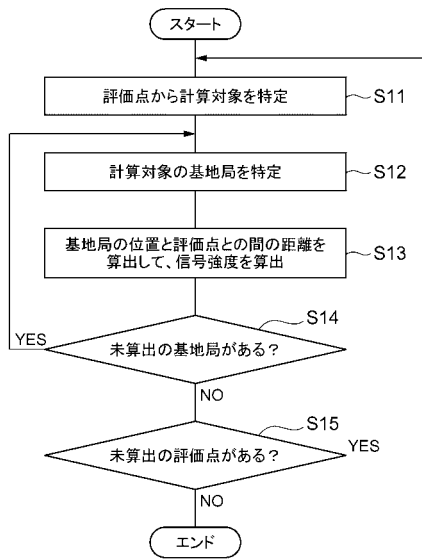 スタート
評価点から計算対象を特定
S11
計算対象の基地局を特定
S12
基地局の位置と評価点との間の距離を
算出して、信号強度を算出
S13
S14
YES
未算出の基地局がある?
NO
S15
YES
未算出の評価点がある?
NO
エンド